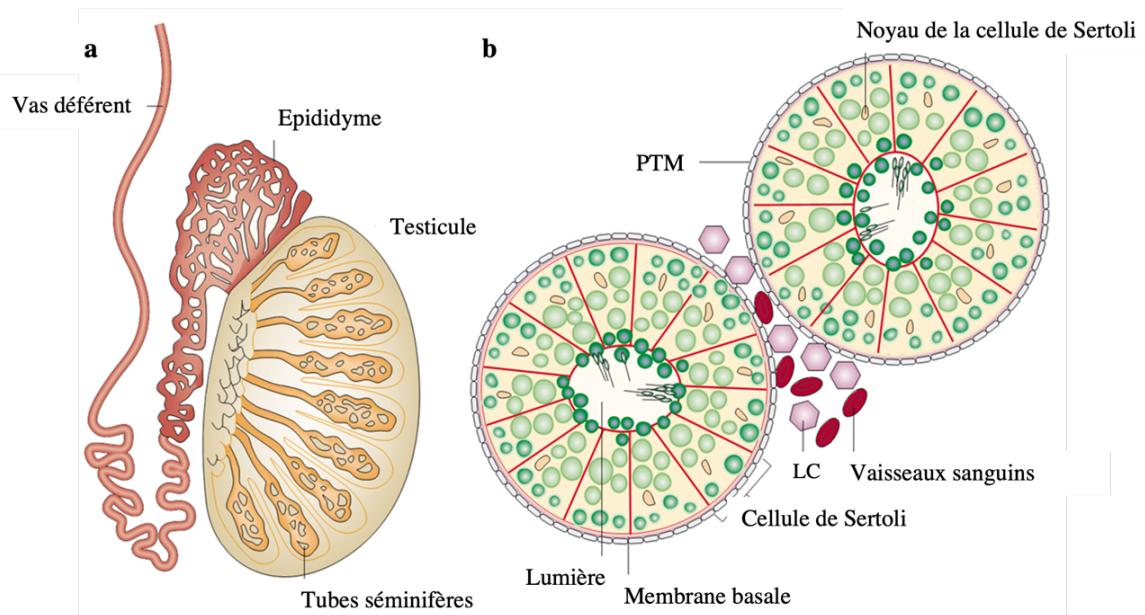 a
Vas déférent
Epididyme
Testicule
Tubes séminifères
b
Noyau de la cellule de Sertoli
PTM
LC
Vaisseaux sanguins
Cellule de Sertoli
Lumière
Membrane basale